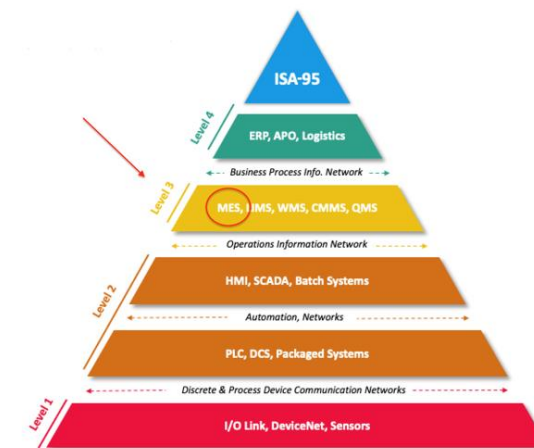 ISA-95
Level 4
ERP, APO, Logistics
Business Process Info. Network
Level 3
MES, LIMS, WMS, CMMS, QMS
Operations Information Network
Level 2
HMI, SCADA, Batch Systems
Automation, Networks
PLC, DCS, Packaged Systems
Discrete & Process Device Communication Networks
Level 1
I/O Link, DeviceNet, Sensors